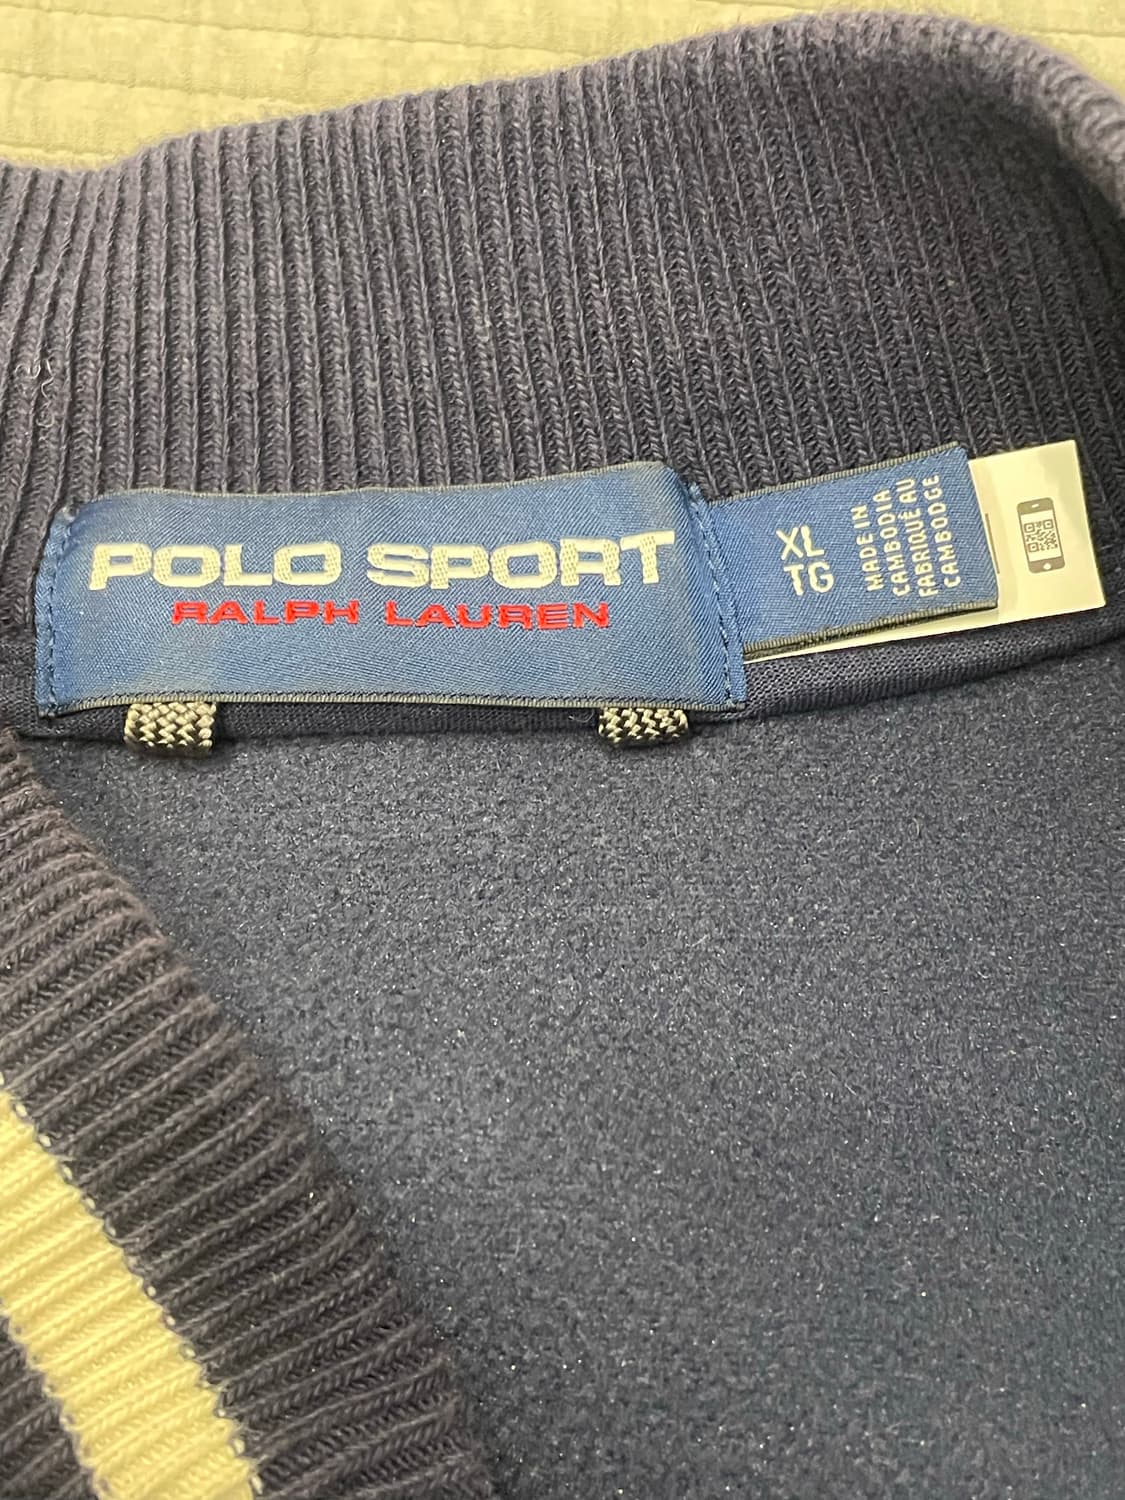 POLO SPORT
RALPH LAUREN
XL
TG
MADE IN
CAMBODIA
FABRIQUÉ AU
CAMBODGE